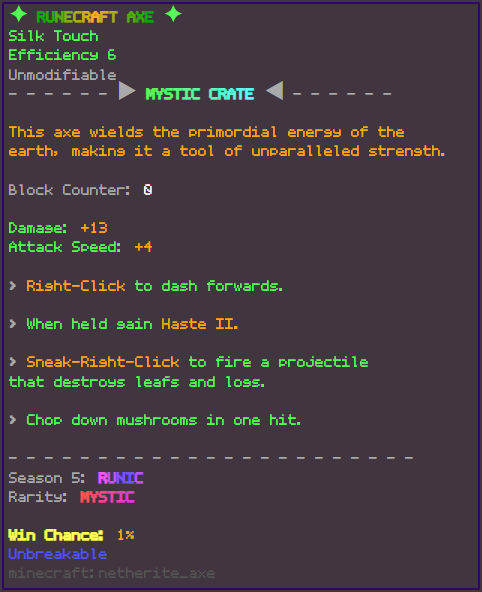 ✦ RUNECRAFT AXE ✦
Silk Touch
Efficiency 6
Unmodifiable
- - - - - - ▶ MYSTIC CRATE ◀ - - - - - -
This axe wields the primordial energy of the
earth, making it a tool of unparalleled strength.
Block Counter: 0
Damage: +13
Attack Speed: +4
> Right-Click to dash forwards.
> When held gain Haste II.
> Sneak-Right-Click to fire a projectile
that destroys leafs and logs.
> Chop down mushrooms in one hit.
- - - - - - - - - - - - - - - - - - - - - - -
Season 5: RUNIC
Rarity: MYSTIC
Win Chance: 1%
Unbreakable
minecraft:netherite_axe